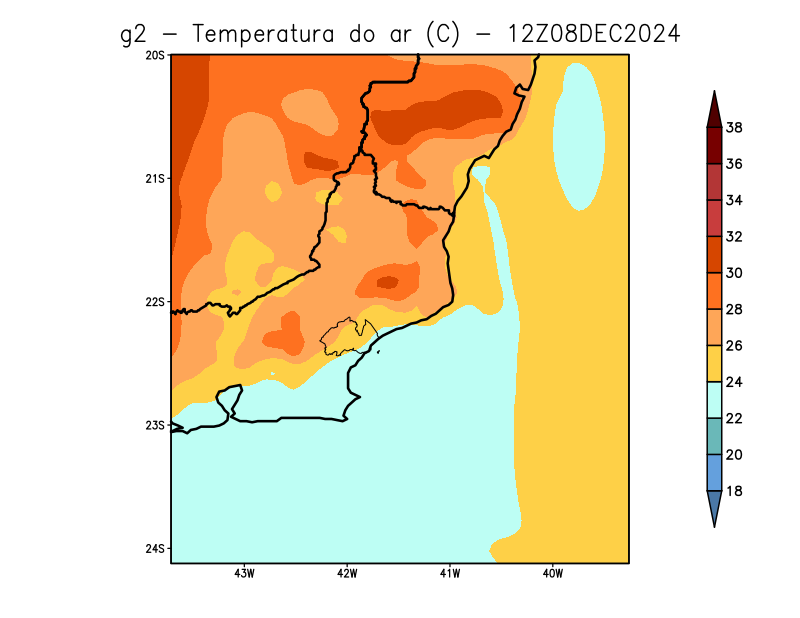 g2 – Temperatura do ar (C) – 12Z08DEC2024
20S
21S
22S
23S
24S
43W
42W
41W
40W
38
36
34
32
30
28
26
24
22
20
18